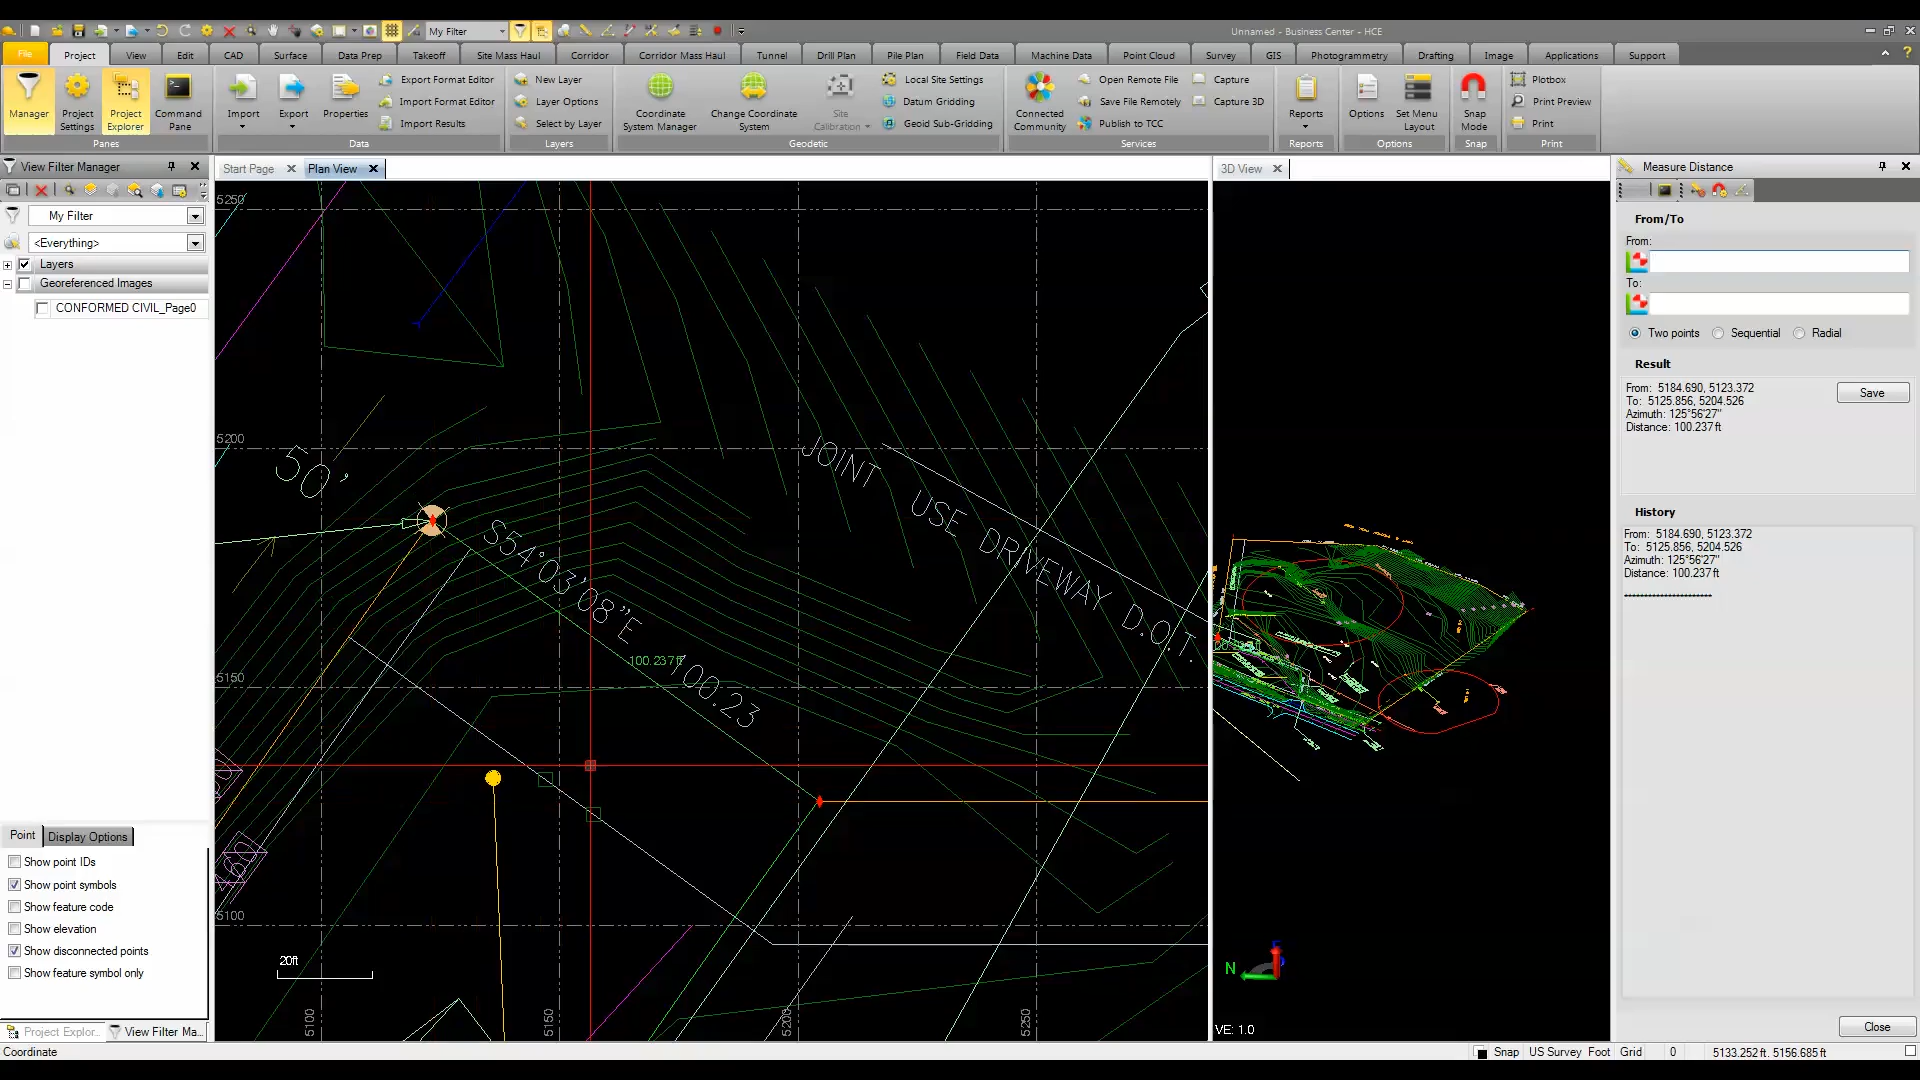 My Filter
Unnamed - Business Center - HCE
File Project View Edit CAD Surface Data Prep Takeoff Site Mass Haul Corridor Corridor Mass Haul Tunnel Drill Plan Pile Plan Field Data Machine Data Point Cloud Survey GIS Photogrammetry Drafting Image Applications Support
Manager
Project Settings
Project Explorer
Command Pane
Panes
Import
Export
Properties
Export Format Editor
Import Format Editor
Import Results
Data
New Layer
Layer Options
Select by Layer
Layers
Coordinate System Manager
Change Coordinate System
Site Calibration
Local Site Settings
Datum Gridding
Geoid Sub-Gridding
Geodetic
Connected Community
Open Remote File
Save File Remotely
Publish to TCC
Capture
Capture 3D
Services
Reports
Reports
Options
Set Menu Layout
Options
Snap Mode
Snap
Plotbox
Print Preview
Print
Print
View Filter Manager
My Filter
<Everything>
Layers
Georeferenced Images
CONFORMED CIVIL_Page0
Point Display Options
Show point IDs
Show point symbols
Show feature code
Show elevation
Show disconnected points
Show feature symbol only
Project Explor... View Filter Ma...
Coordinate
Start Page Plan View
5250
5200
5150
5100
50'
JOINT USE DRIVEWAY D.O.T.
S54°03'08"E
100.237ft
100.23
20ft
5100
5150
5200
5250
3D View
N
VE: 1.0
Measure Distance
From/To
From:
To:
Two points Sequential Radial
Result
From: 5184.690, 5123.372
To: 5125.856, 5204.526
Azimuth: 125°56'27"
Distance: 100.237 ft
Save
History
From: 5184.690, 5123.372
To: 5125.856, 5204.526
Azimuth: 125°56'27"
Distance: 100.237 ft
------------------------
Close
Snap US Survey Foot Grid 0 5133.252 ft. 5156.685 ft